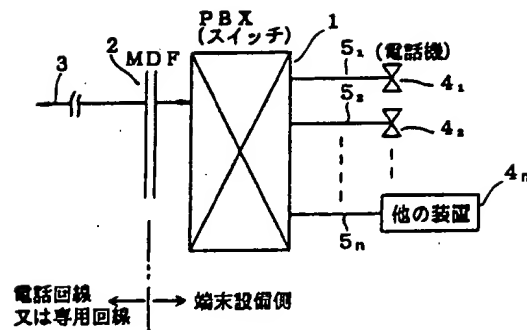 PBX
(スイッチ)
1
2
MDF
3
5₁
(電話機)
4₁
5₂
4₂
4n
他の装置
5n
電話回線
又は専用回線
端末設備側